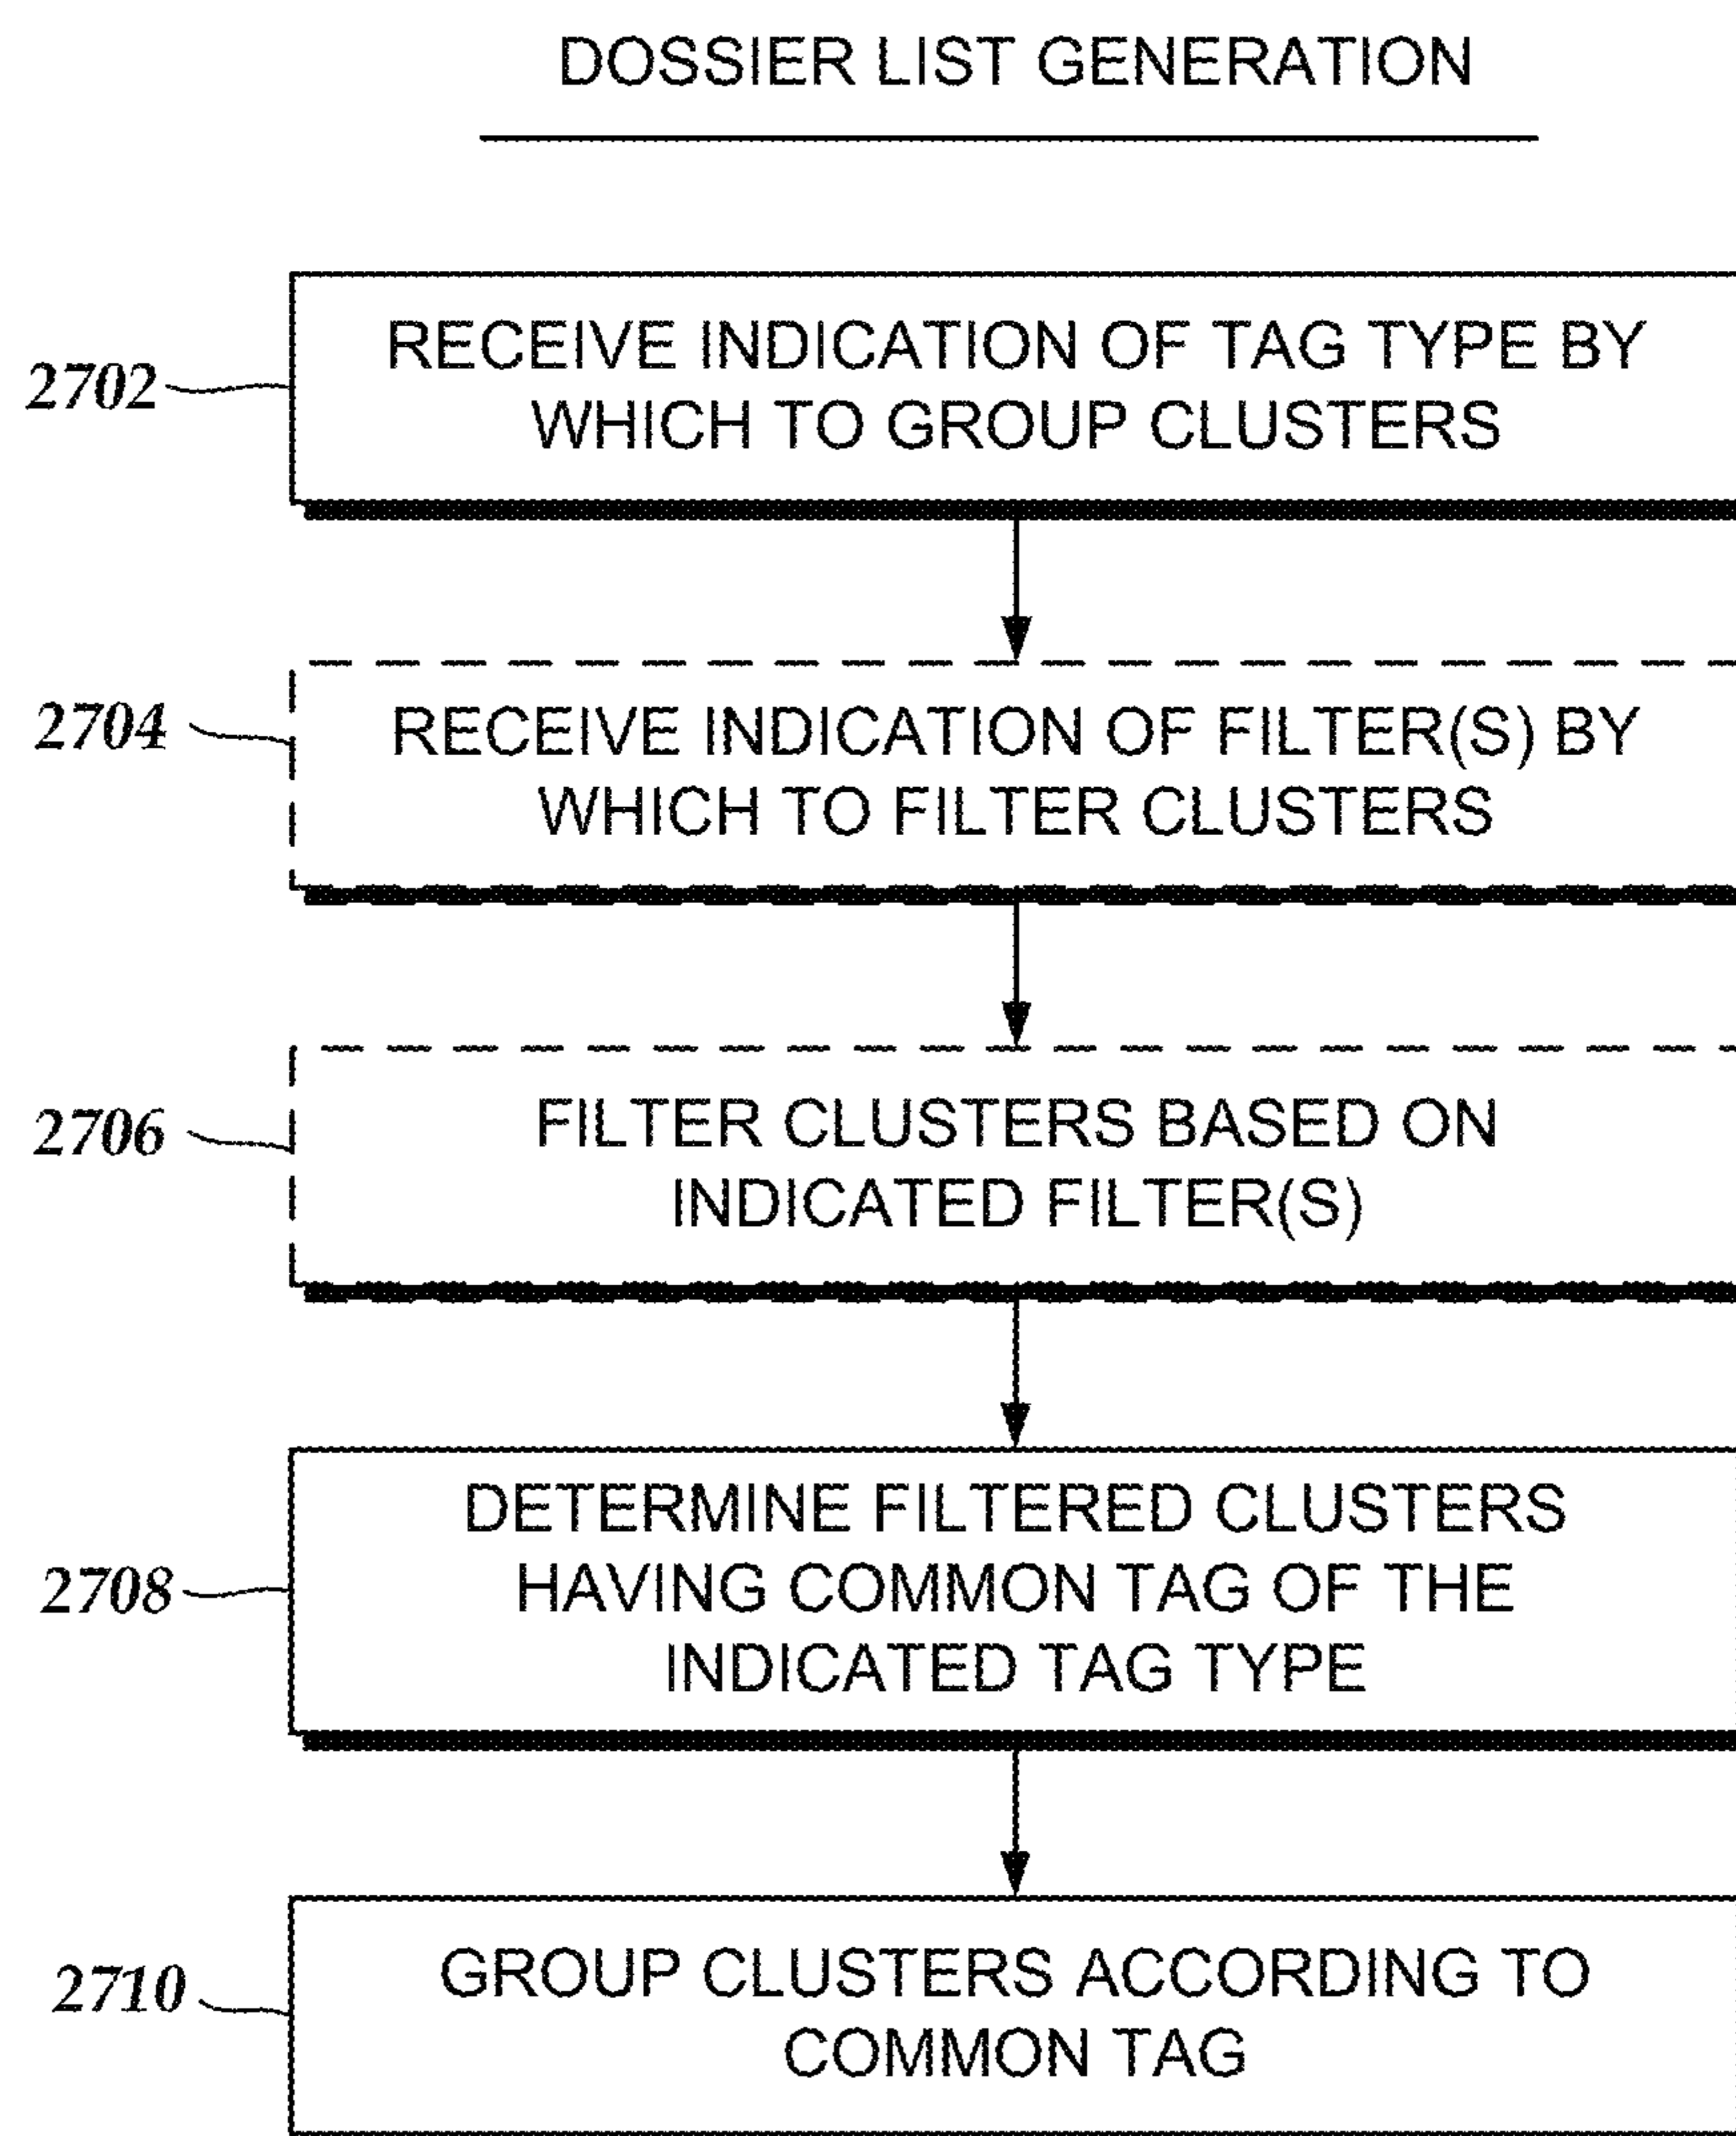 DOSSIER LIST GENERATION
2702
RECEIVE INDICATION OF TAG TYPE BY
WHICH TO GROUP CLUSTERS
2704
RECEIVE INDICATION OF FILTER(S) BY
WHICH TO FILTER CLUSTERS
2706
FILTER CLUSTERS BASED ON
INDICATED FILTER(S)
2708
DETERMINE FILTERED CLUSTERS
HAVING COMMON TAG OF THE
INDICATED TAG TYPE
2710
GROUP CLUSTERS ACCORDING TO
COMMON TAG